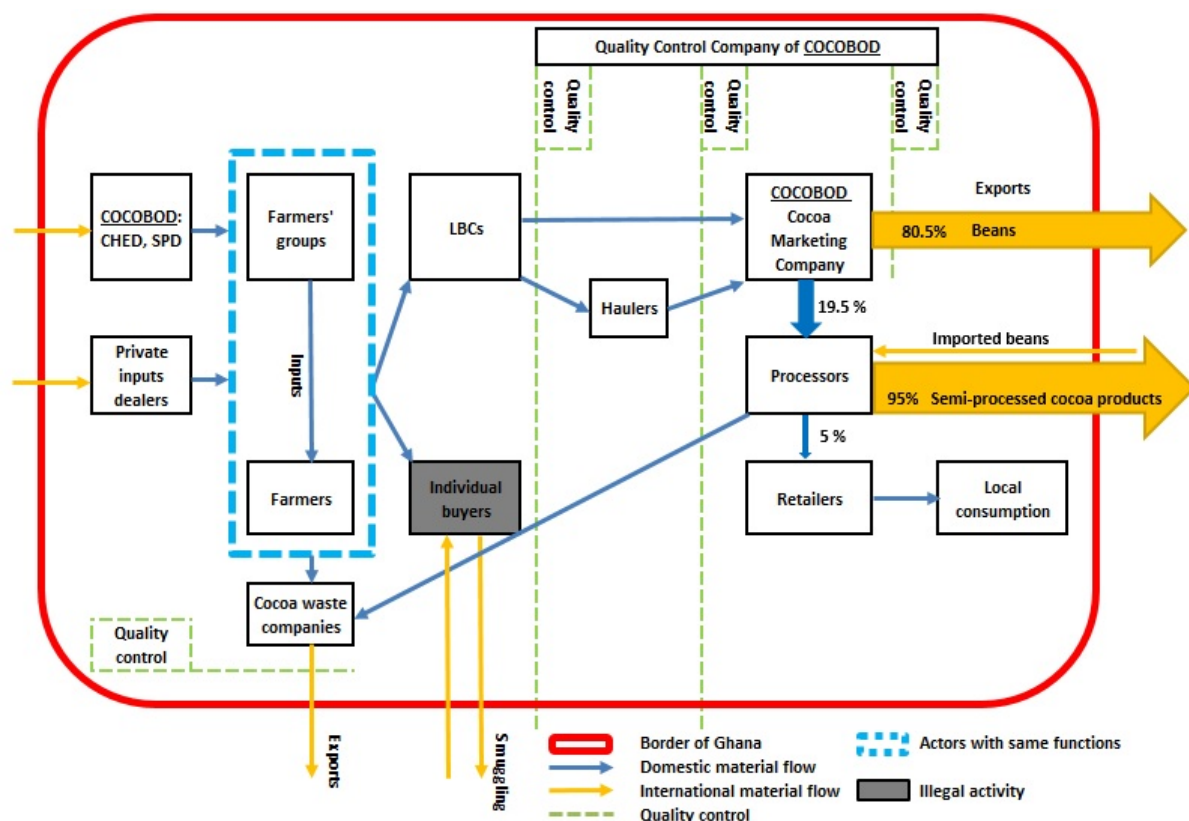 Quality Control Company of COCOBOD
Quality
control
Quality
control
Quality
control
COCOBOD:
CHED, SPD
Farmers'
groups
LBCs
COCOBOD
Cocoa
Marketing
Company
Exports
80.5% Beans
Haulers
19.5 %
Private
inputs
dealers
Inputs
Processors
Imported beans
95% Semi-processed cocoa products
5 %
Farmers
Individual
buyers
Retailers
Local
consumption
Cocoa waste
companies
Quality
control
Exports
Smuggling
Border of Ghana
Domestic material flow
International material flow
Quality control
Actors with same functions
Illegal activity